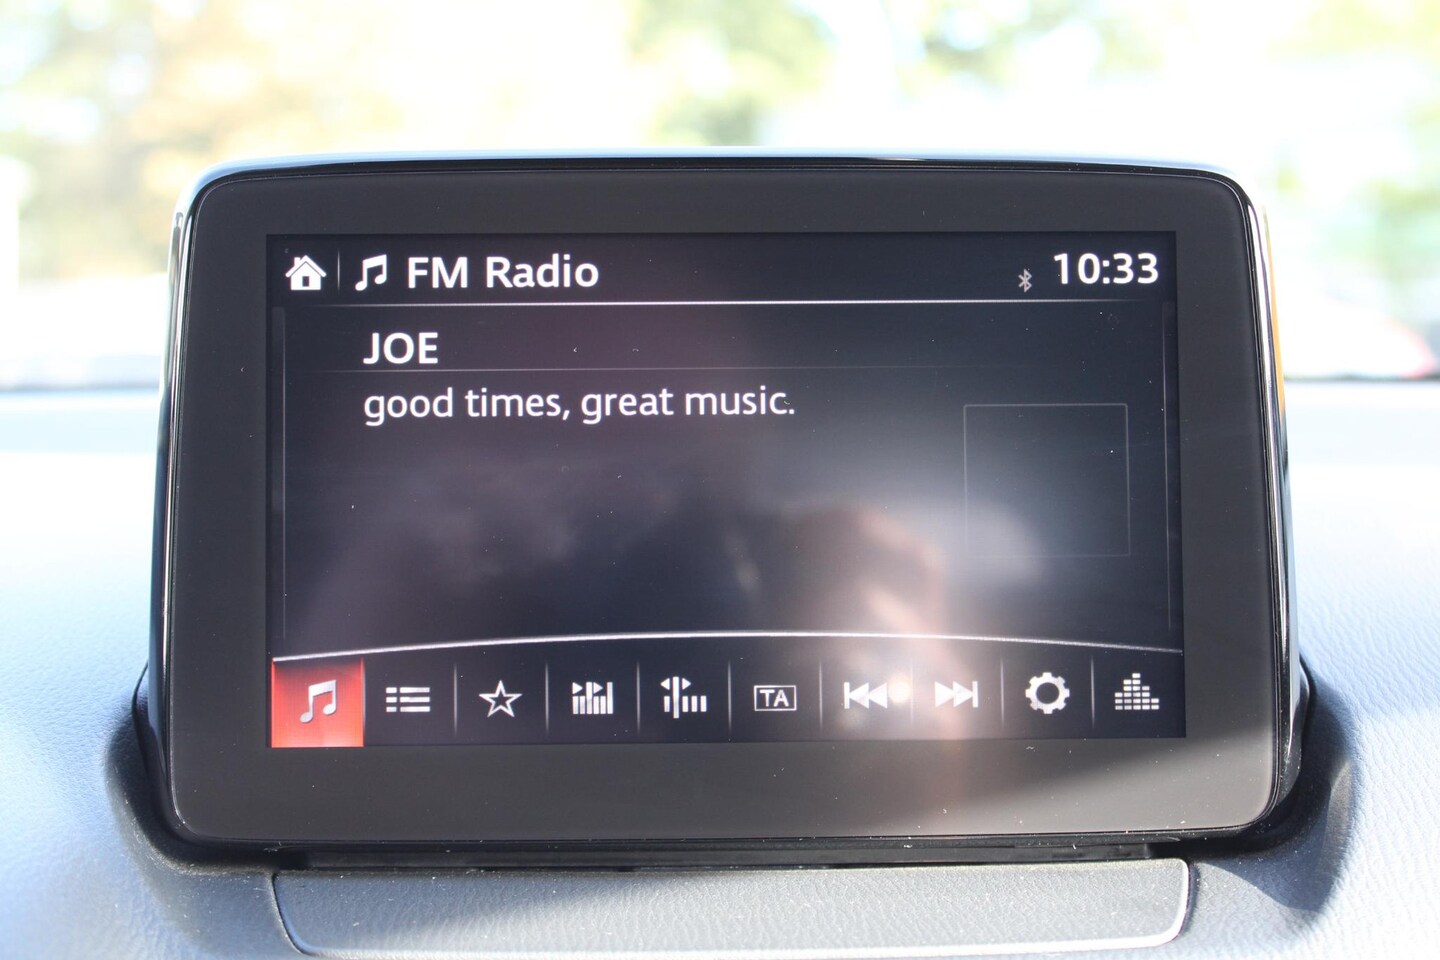 FM Radio
10:33
JOE
good times, great music.
TA